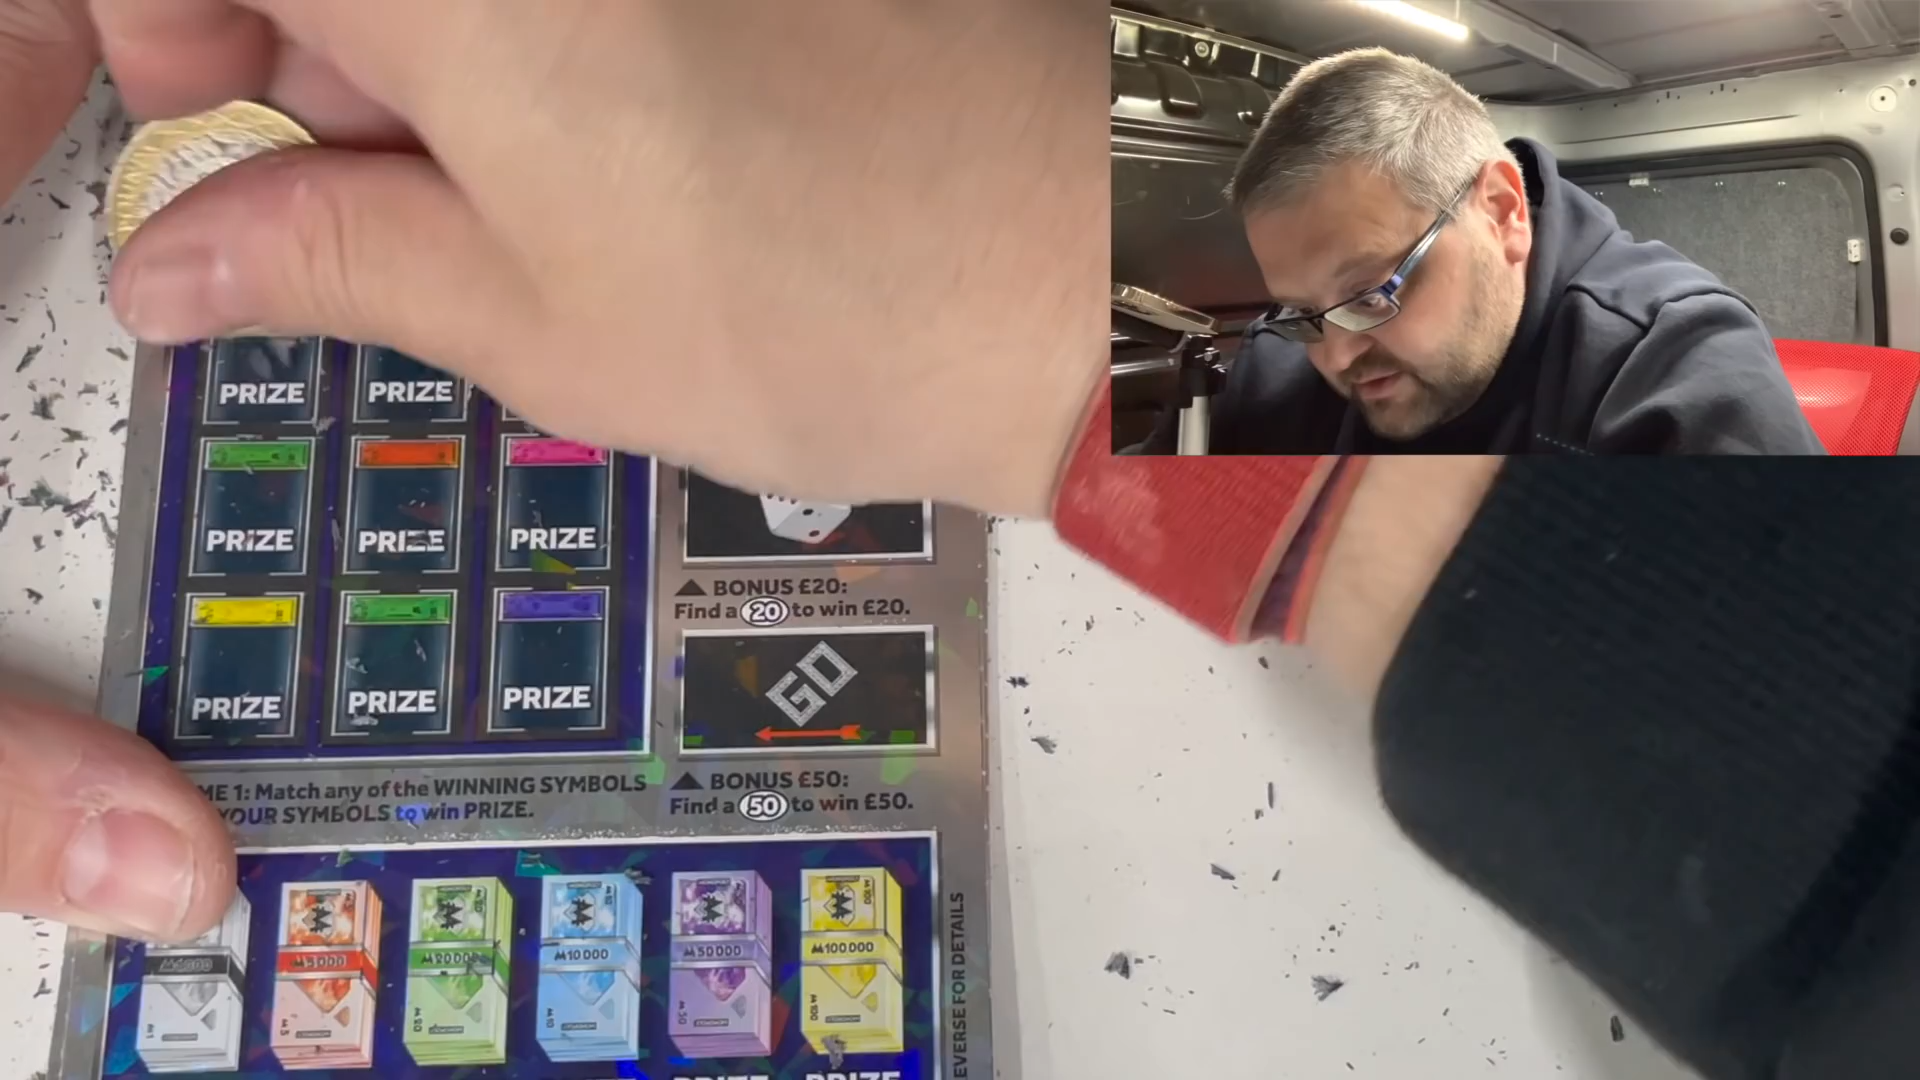 PRIZE PRIZE
PRIZE PRIZE PRIZE
▲ BONUS £20:
Find a 20 to win £20.
PRIZE PRIZE PRIZE
GO
ME 1: Match any of the WINNING SYMBOLS
YOUR SYMBOLS to win PRIZE.
▲ BONUS £50:
Find a 50 to win £50.
M5000 M10000 M50000 M100000
EVERSE FOR DETAILS
PRIZE PRIZE